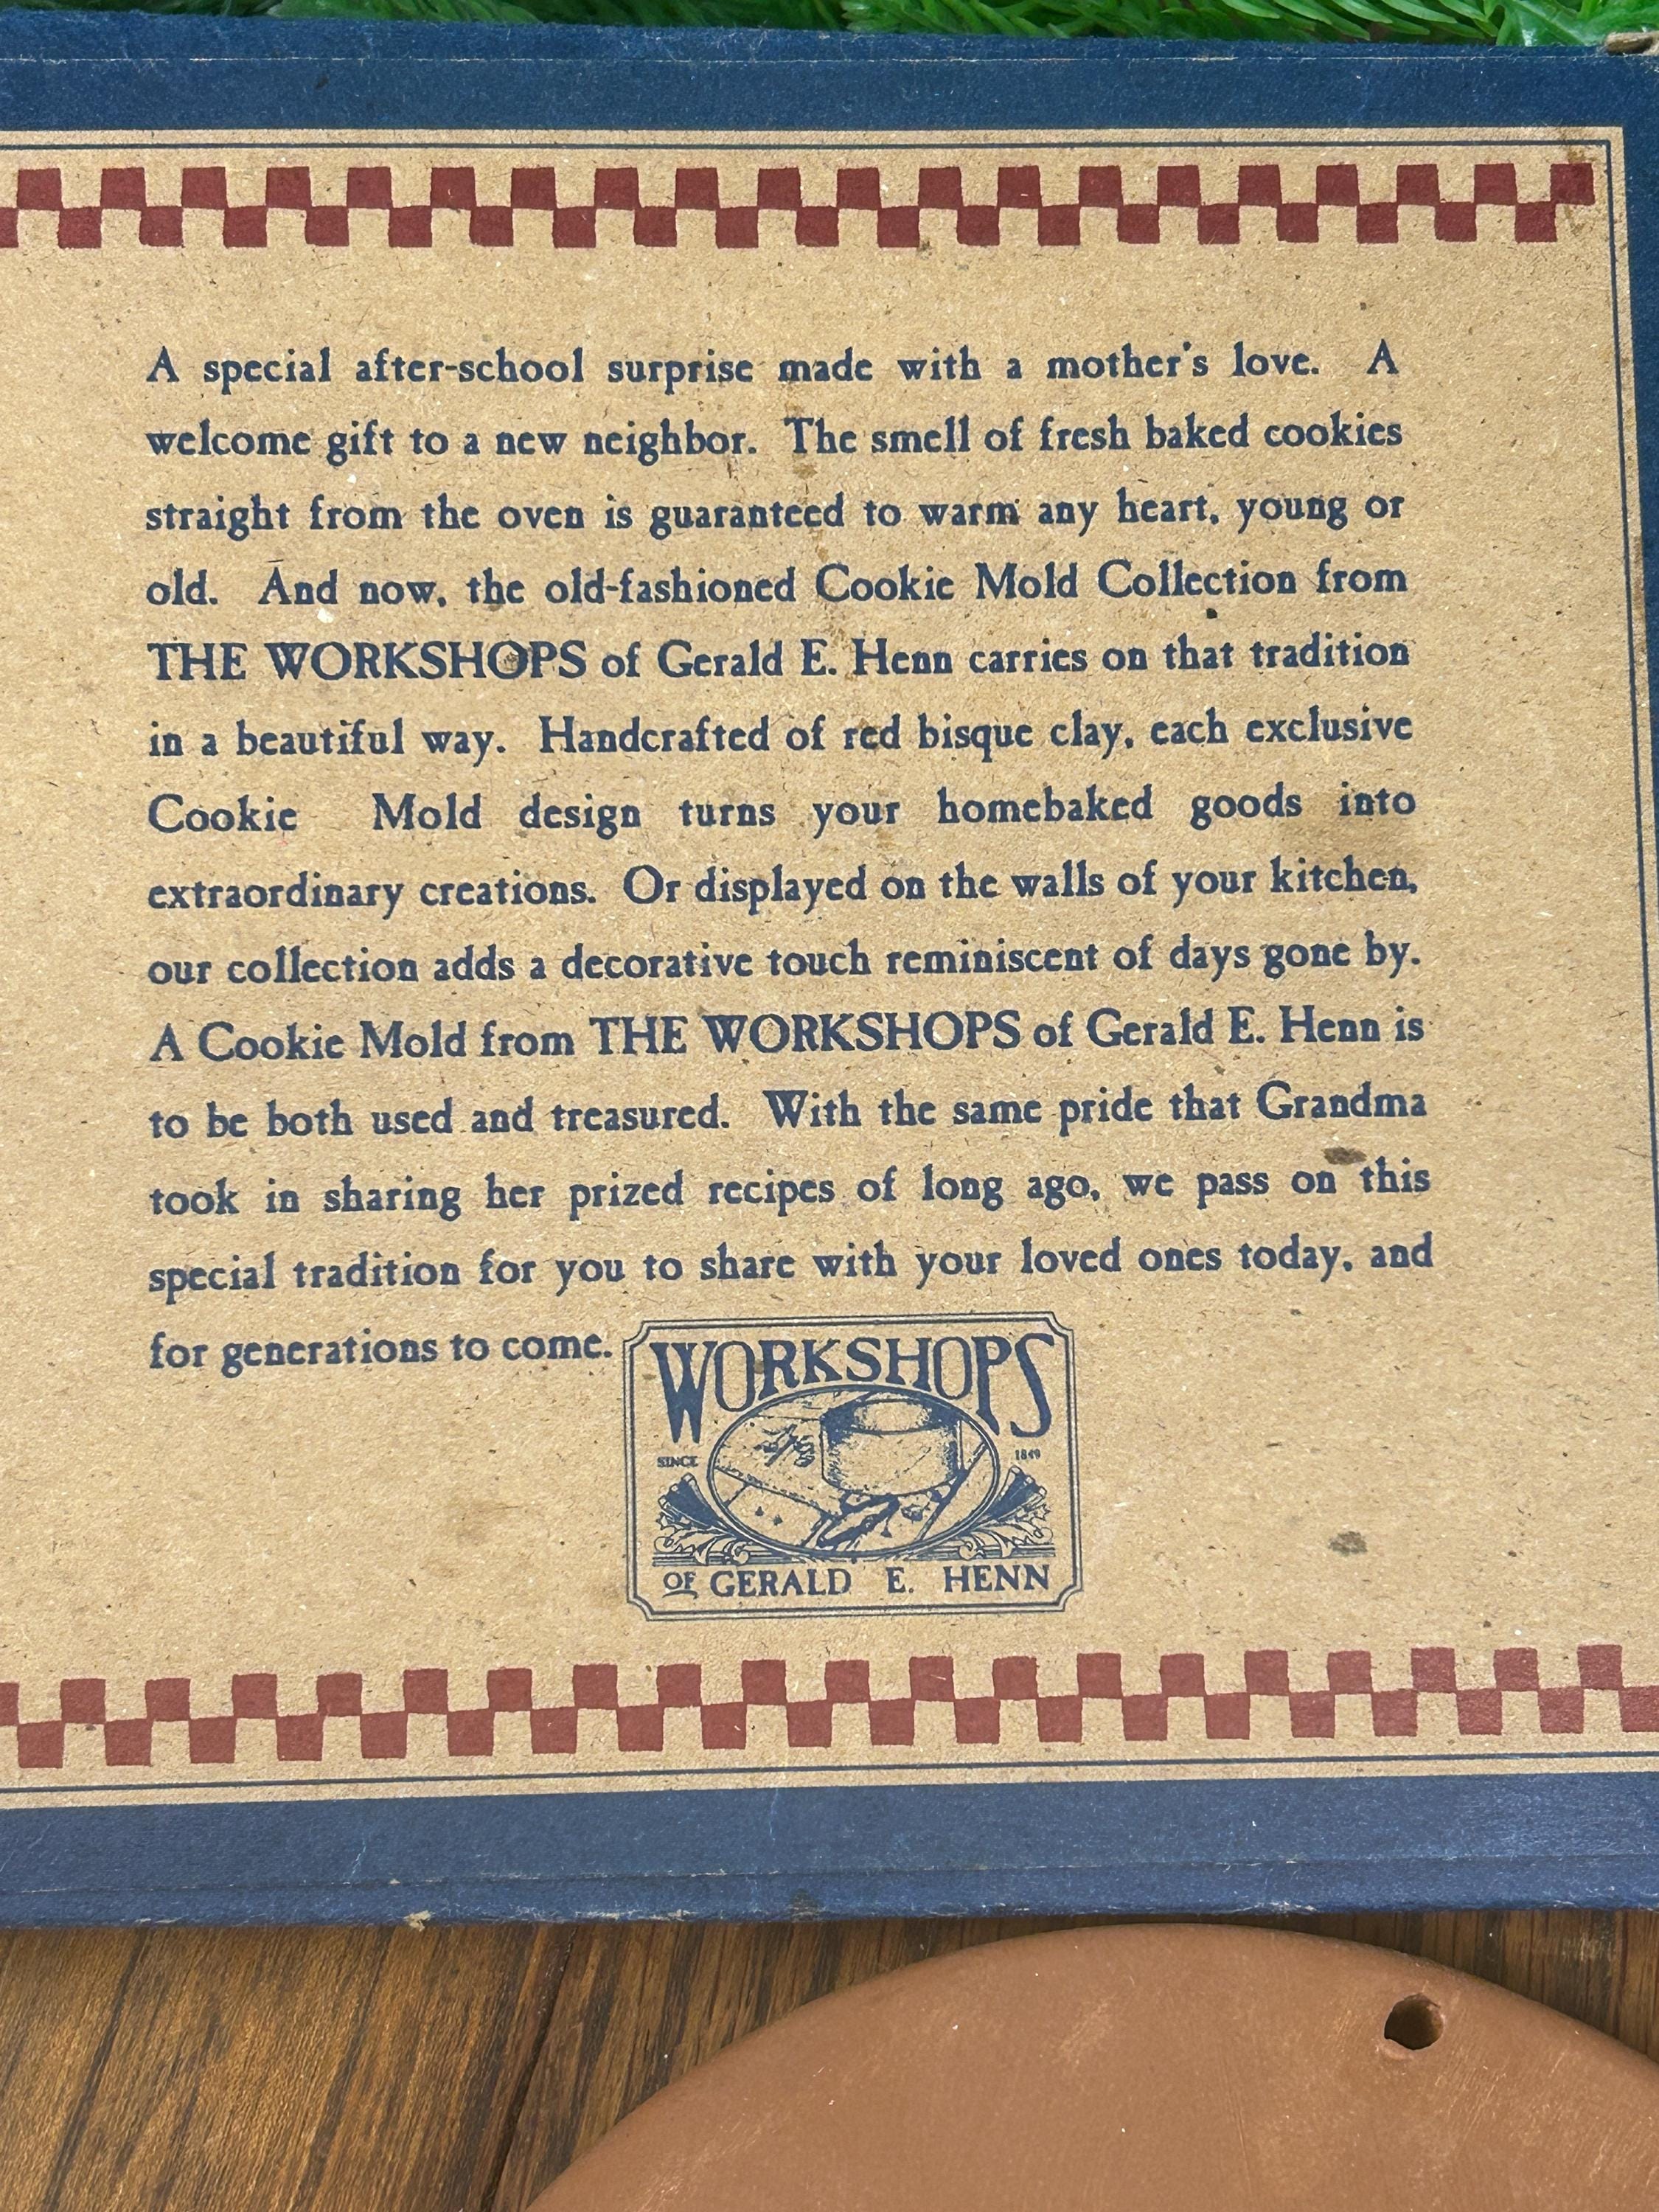 A special after-school surprise made with a mother's love. A
welcome gift to a new neighbor. The smell of fresh baked cookies
straight from the oven is guaranteed to warm any heart, young or
old. And now, the old-fashioned Cookie Mold Collection from
THE WORKSHOPS of Gerald E. Henn carries on that tradition
in a beautiful way. Handcrafted of red bisque clay, each exclusive
Cookie Mold design turns your homebaked goods into
extraordinary creations. Or displayed on the walls of your kitchen,
our collection adds a decorative touch reminiscent of days gone by.
A Cookie Mold from THE WORKSHOPS of Gerald E. Henn is
to be both used and treasured. With the same pride that Grandma
took in sharing her prized recipes of long ago, we pass on this
special tradition for you to share with your loved ones today, and
for generations to come.
WORKSHOPS
SINCE 1849
OF GERALD E. HENN